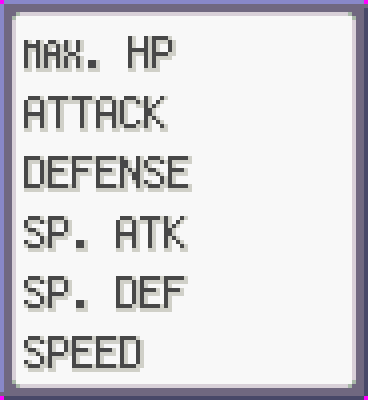 MAX. HP
ATTACK
DEFENSE
SP. ATK
SP. DEF
SPEED